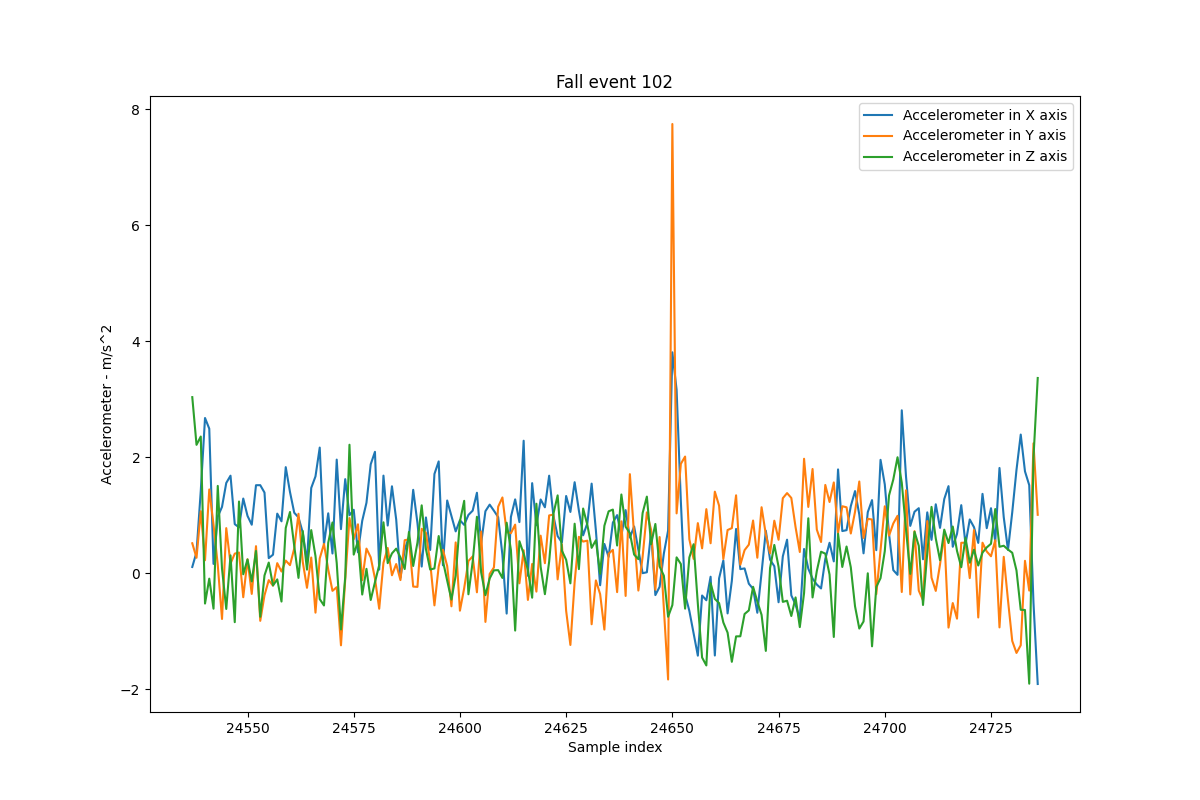 Fall event 102
Accelerometer in X axis
Accelerometer in Y axis
Accelerometer in Z axis
8
6
4
2
0
−2
Accelerometer - m/s^2
24550 24575 24600 24625 24650 24675 24700 24725
Sample index